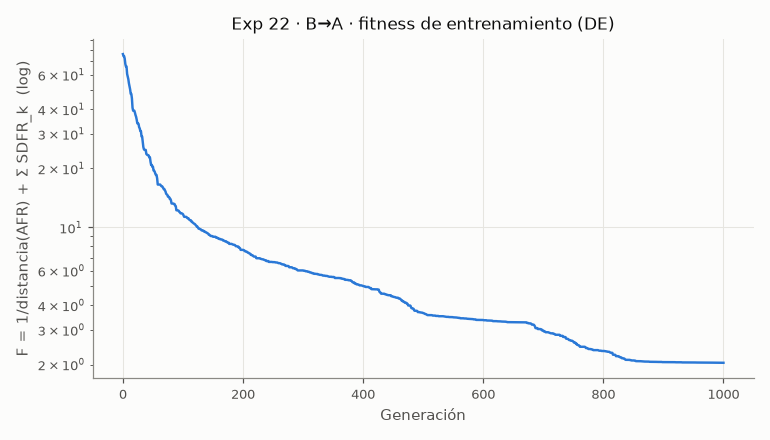 Exp 22 · B→A · fitness de entrenamiento (DE)
F = 1/distancia(AFR) + Σ SDFR_k (log)
6 × 10¹
4 × 10¹
3 × 10¹
2 × 10¹
10¹
6 × 10⁰
4 × 10⁰
3 × 10⁰
2 × 10⁰
0 200 400 600 800 1000
Generación